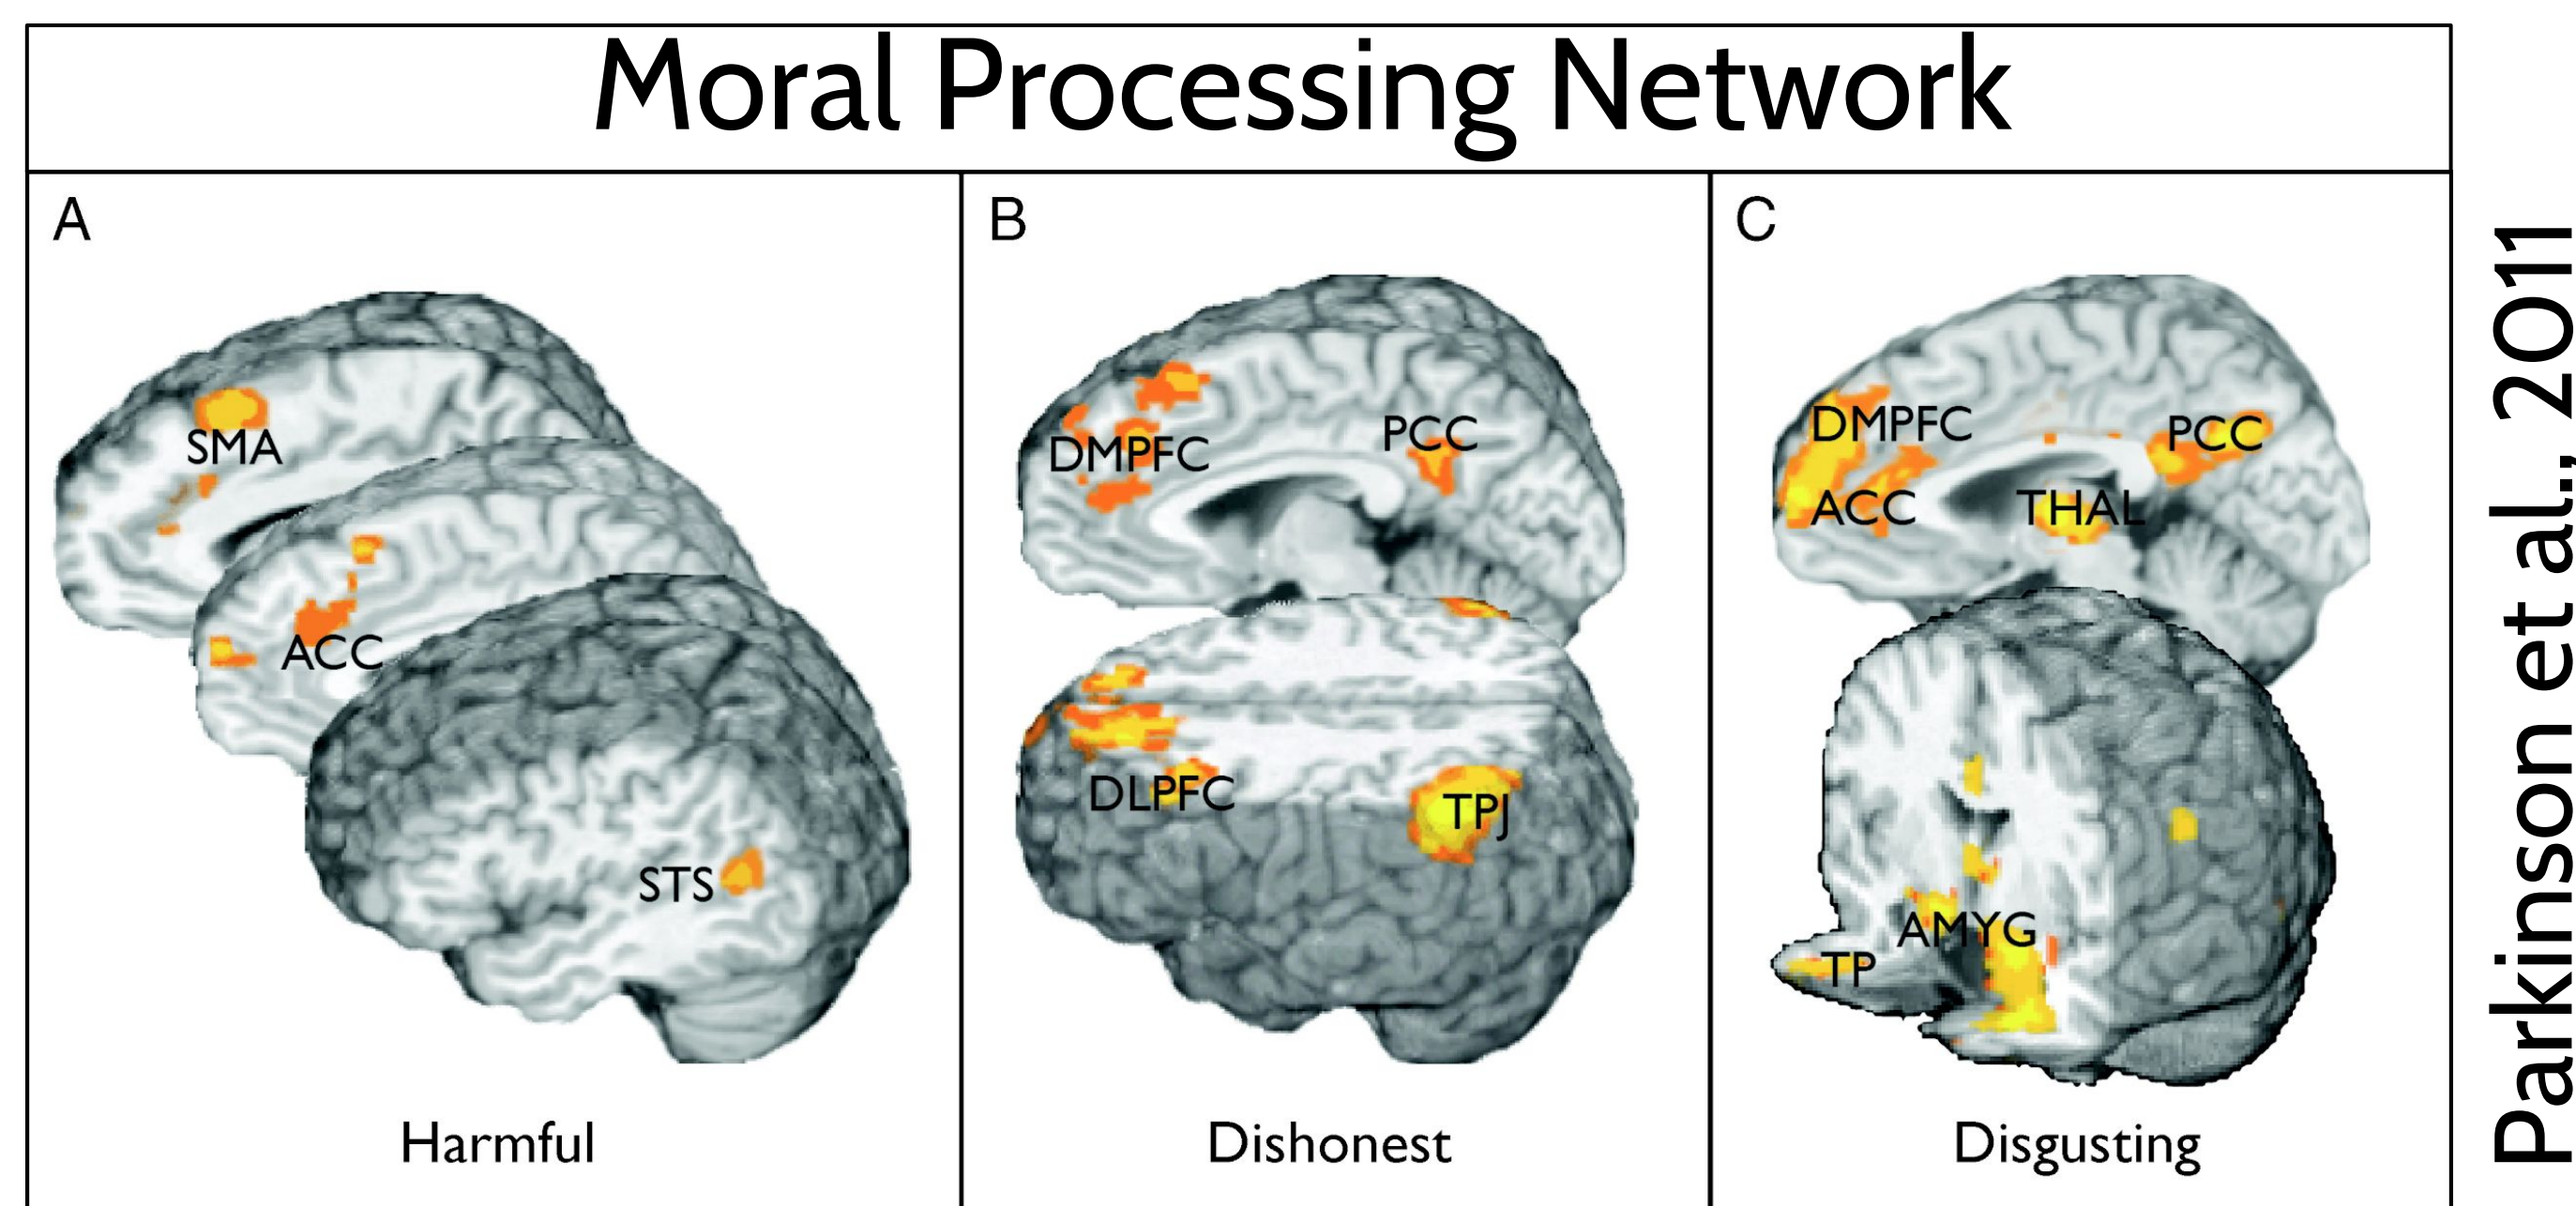 Moral Processing Network
A
SMA
ACC
STS
Harmful
B
DMPFC
PCC
DLPFC
TPJ
Dishonest
C
DMPFC
PCC
ACC
THAL
AMYG
TP
Disgusting
Parkinson et al., 2011